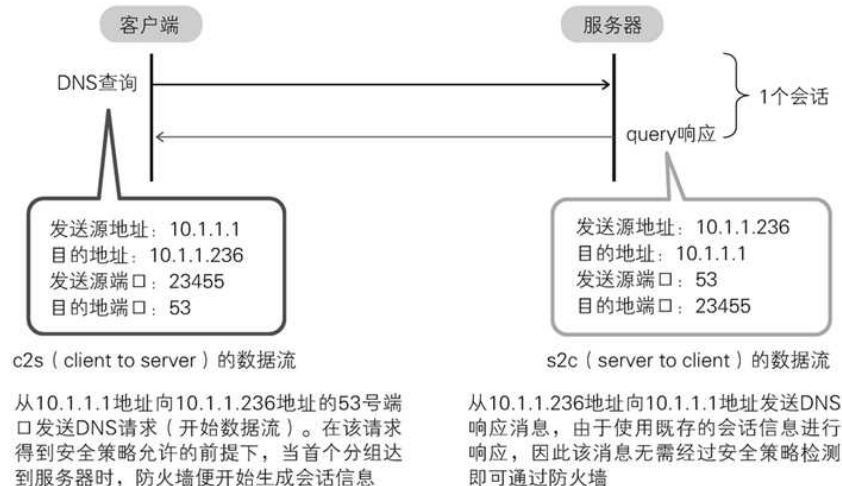 客户端
服务器
DNS查询
1个会话
query响应
发送源地址：10.1.1.1
目的地址：10.1.1.236
发送源端口：23455
目的地端口：53
发送源地址：10.1.1.236
目的地址：10.1.1.1
发送源端口：53
目的地端口：23455
c2s（client to server）的数据流
s2c（server to client）的数据流
从10.1.1.1地址向10.1.1.236地址的53号端
口发送DNS请求（开始数据流）。在该请求
得到安全策略允许的前提下，当首个分组达
到服务器时，防火墙便开始生成会话信息
从10.1.1.236地址向10.1.1.1地址发送DNS
响应消息，由于使用既存的会话信息进行
响应，因此该消息无需经过安全策略检测
即可通过防火墙